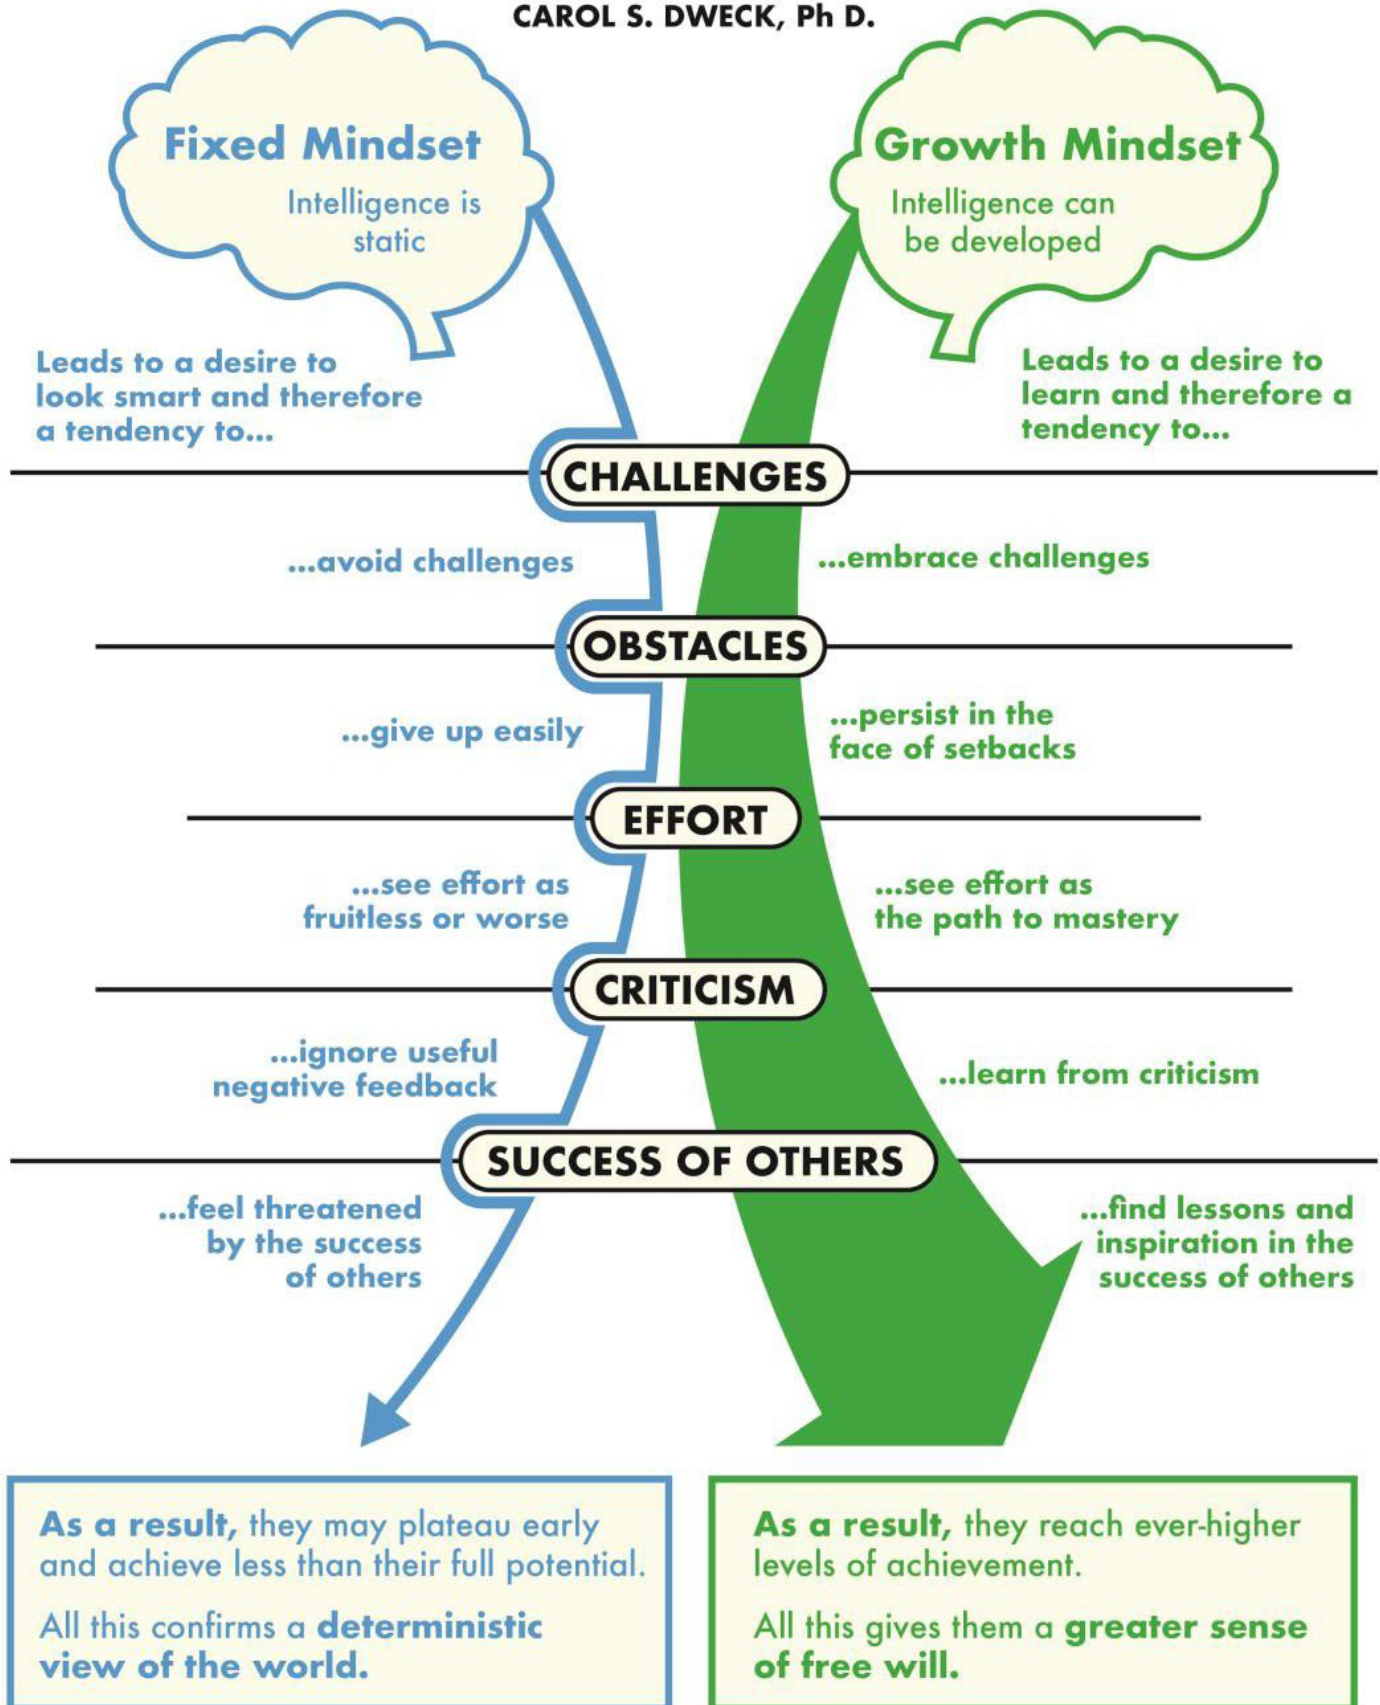 CAROL S. DWECK, Ph D.
Fixed Mindset
Intelligence is
static
Growth Mindset
Intelligence can
be developed
Leads to a desire to
look smart and therefore
a tendency to...
Leads to a desire to
learn and therefore a
tendency to...
CHALLENGES
...avoid challenges
...embrace challenges
OBSTACLES
...give up easily
...persist in the
face of setbacks
EFFORT
...see effort as
fruitless or worse
...see effort as
the path to mastery
CRITICISM
...ignore useful
negative feedback
...learn from criticism
SUCCESS OF OTHERS
...feel threatened
by the success
of others
...find lessons and
inspiration in the
success of others
As a result, they may plateau early
and achieve less than their full potential.
All this confirms a deterministic
view of the world.
As a result, they reach ever-higher
levels of achievement.
All this gives them a greater sense
of free will.